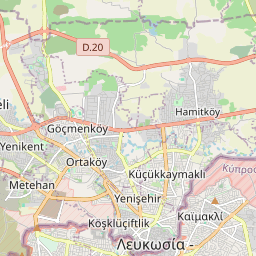 D.20
Hamitköy
eli
Göçmenköy
Yenikent
Ortaköy
Küçükkaymaklı
Κύπρος
Metehan
Yenişehir
Καϊμακλί
Köşklüçiftlik
Λευκωσία -